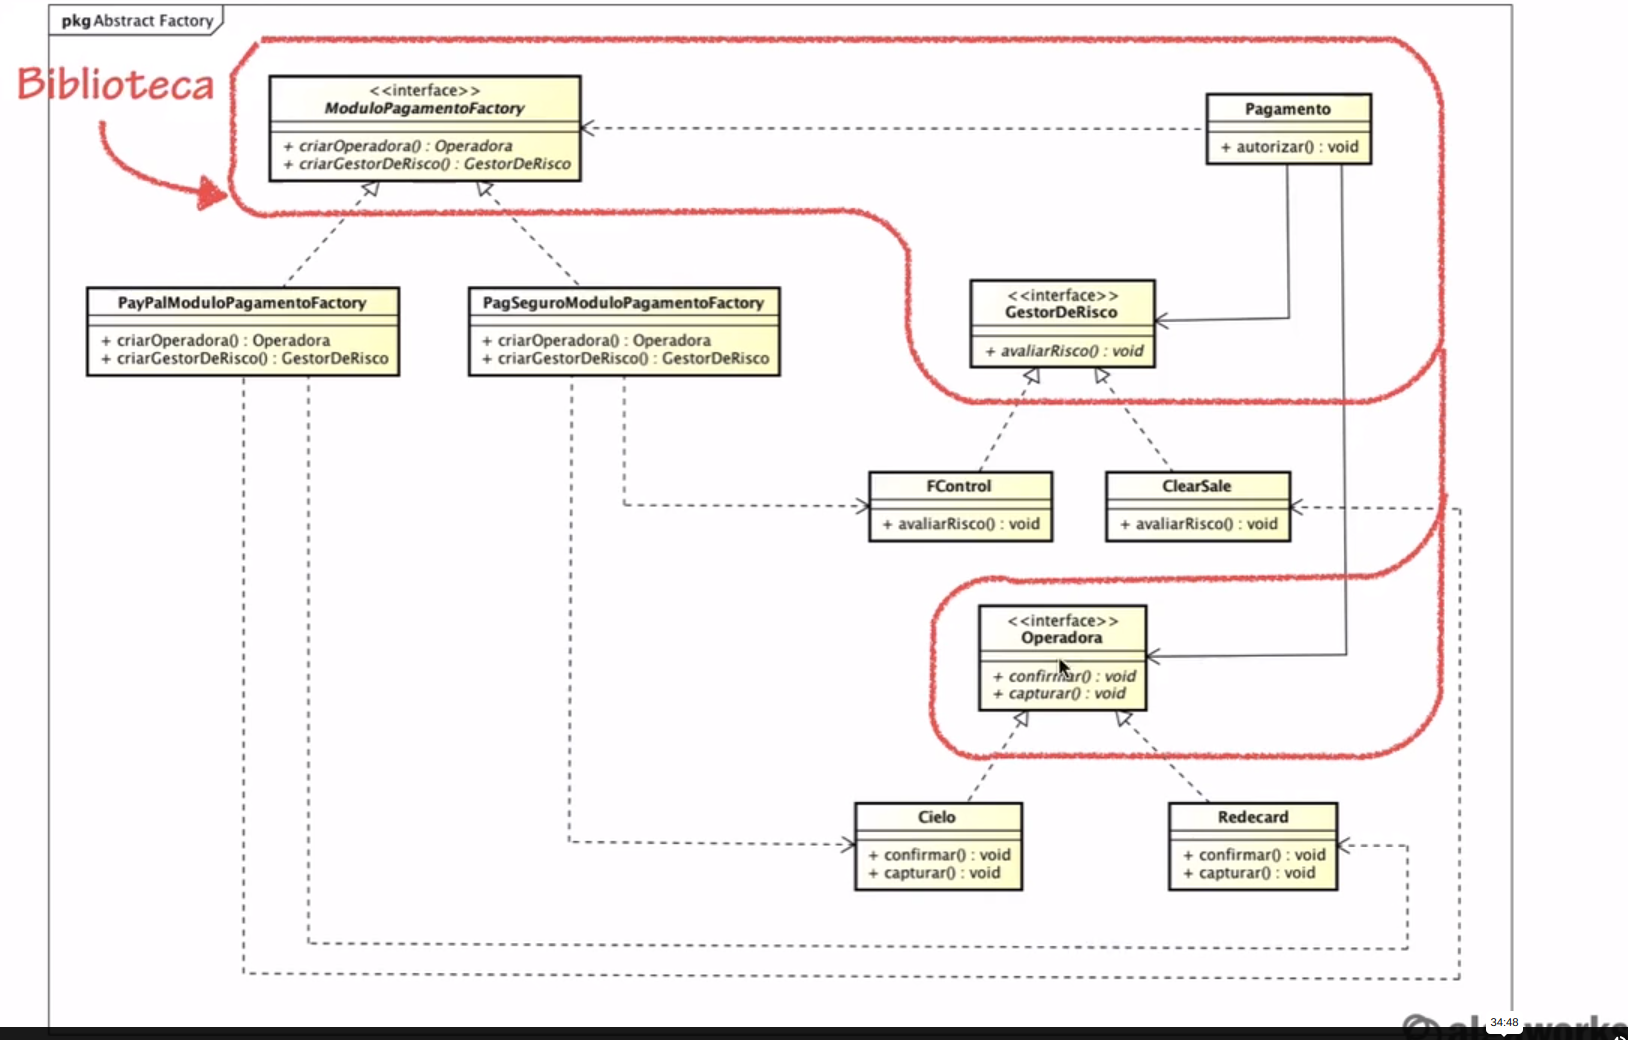 pkg Abstract Factory
Biblioteca
<<interface>>
ModuloPagamentoFactory
+ criarOperadora() : Operadora
+ criarGestorDeRisco() : GestorDeRisco
Pagamento
+ autorizar() : void
PayPalModuloPagamentoFactory
+ criarOperadora() : Operadora
+ criarGestorDeRisco() : GestorDeRisco
PagSeguroModuloPagamentoFactory
+ criarOperadora() : Operadora
+ criarGestorDeRisco() : GestorDeRisco
<<interface>>
GestorDeRisco
+ avaliarRisco() : void
FControl
+ avaliarRisco() : void
ClearSale
+ avaliarRisco() : void
<<interface>>
Operadora
+ confirmar() : void
+ capturar() : void
Cielo
+ confirmar() : void
+ capturar() : void
Redecard
+ confirmar() : void
+ capturar() : void
34:48